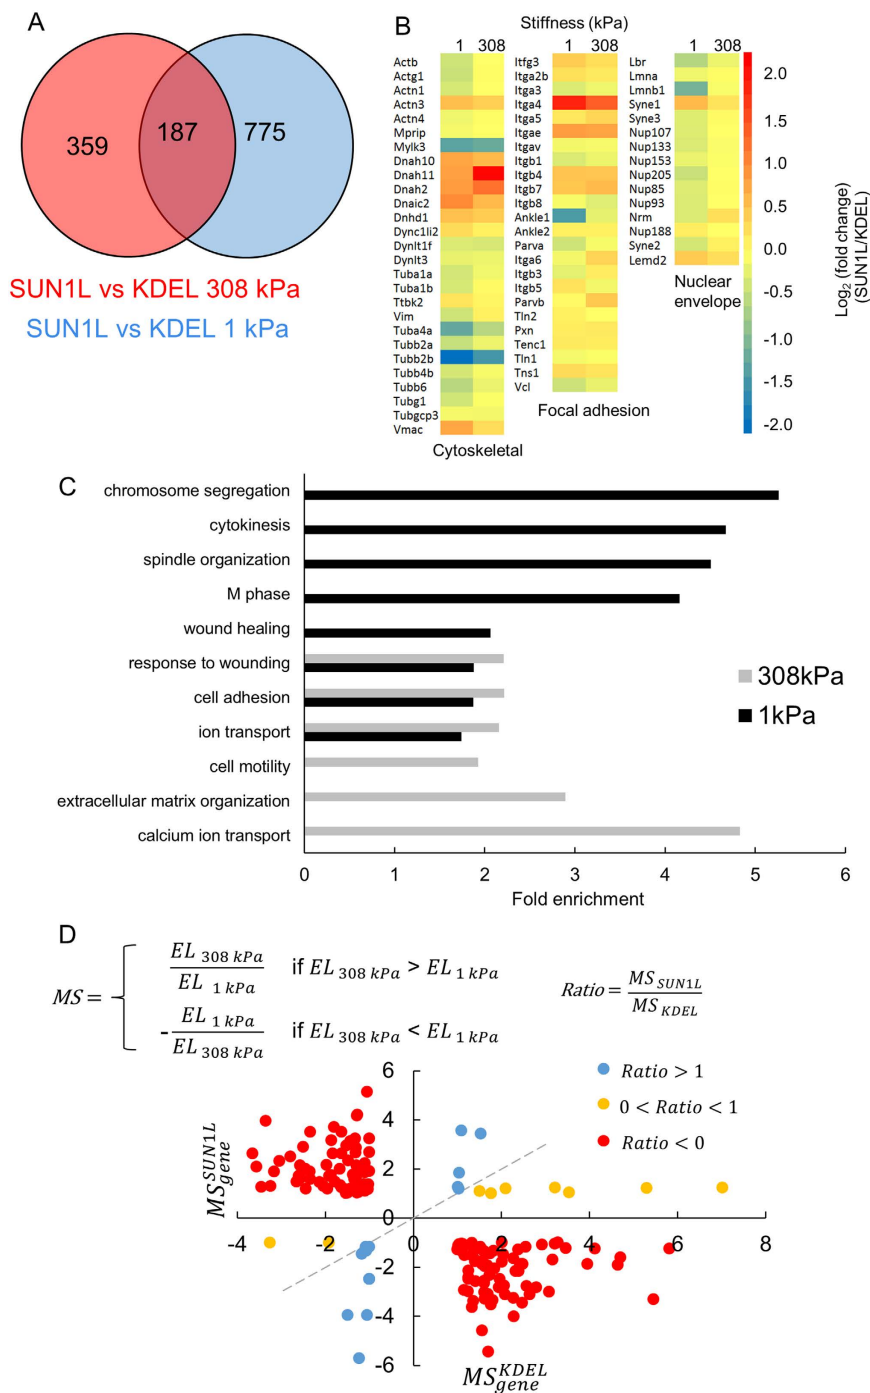 A
359
187
775
SUN1L vs KDEL 308 kPa
SUN1L vs KDEL 1 kPa
B
Stiffness (kPa)
1 308
Actb
Actg1
Actn1
Actn3
Actn4
Mprip
Mylk3
Dnah10
Dnah11
Dnah2
Dnaic2
Dnhd1
Dync1li2
Dynlt1f
Dynlt3
Tuba1a
Tuba1b
Ttbk2
Vim
Tuba4a
Tubb2a
Tubb2b
Tubb4b
Tubb6
Tubg1
Tubgcp3
Vmac
Cytoskeletal
1 308
Itfg3
Itga2b
Itga3
Itga4
Itga5
Itgae
Itgav
Itgb1
Itgb4
Itgb7
Itgb8
Ankle1
Ankle2
Parva
Itga6
Itgb3
Itgb5
Parvb
Tln2
Pxn
Tenc1
Tln1
Tns1
Vcl
Focal adhesion
1 308
Lbr
Lmna
Lmnb1
Syne1
Syne3
Nup107
Nup133
Nup153
Nup205
Nup85
Nup93
Nrm
Nup188
Syne2
Lemd2
Nuclear
envelope
2.0
1.5
1.0
0.5
0.0
-0.5
-1.0
-1.5
-2.0
Log2 (fold change)
(SUN1L/KDEL)
C
chromosome segregation
cytokinesis
spindle organization
M phase
wound healing
response to wounding
cell adhesion
ion transport
cell motility
extracellular matrix organization
calcium ion transport
308kPa
1kPa
0 1 2 3 4 5 6
Fold enrichment
D
MS = { EL 308 kPa / EL 1 kPa if EL 308 kPa > EL 1 kPa
- EL 1 kPa / EL 308 kPa if EL 308 kPa < EL 1 kPa
Ratio = MS SUN1L / MS KDEL
Ratio > 1
0 < Ratio < 1
Ratio < 0
MS SUN1L gene
6
4
2
0
-2
-4
-6
-4 -2 0 2 4 6 8
MS KDEL gene